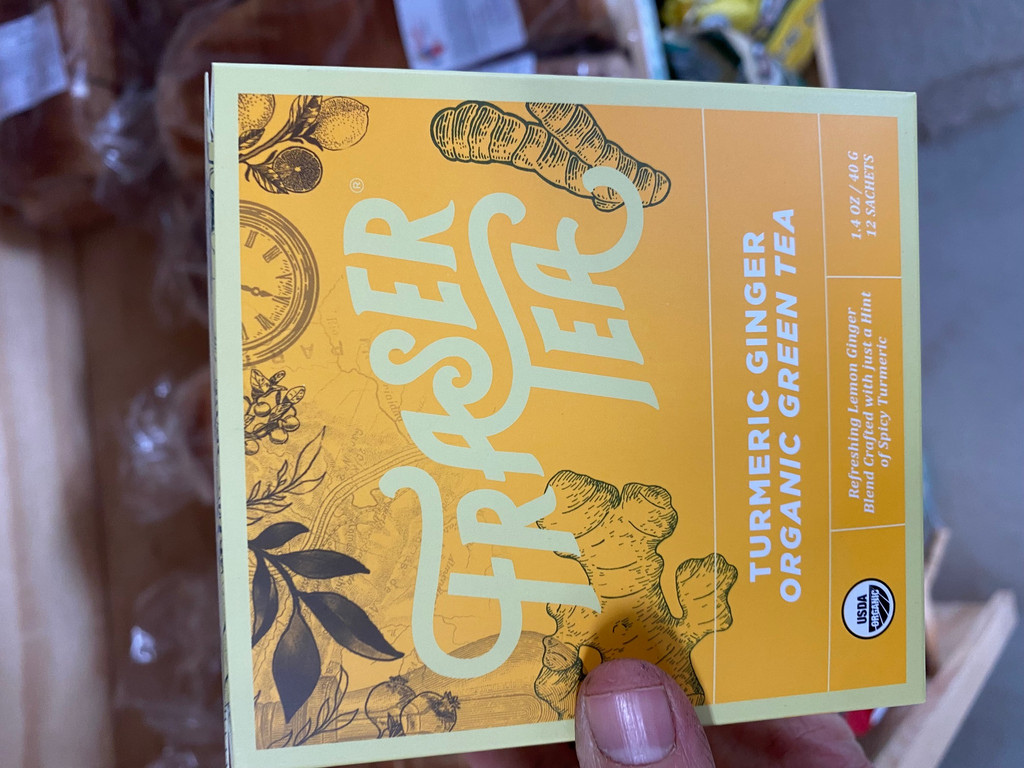 FRASER
TEA
®
TURMERIC GINGER
ORGANIC GREEN TEA
USDA
ORGANIC
Refreshing Lemon Ginger
Blend Crafted with just a Hint
of Spicy Turmeric
1.4 OZ / 40 G
12 SACHETS